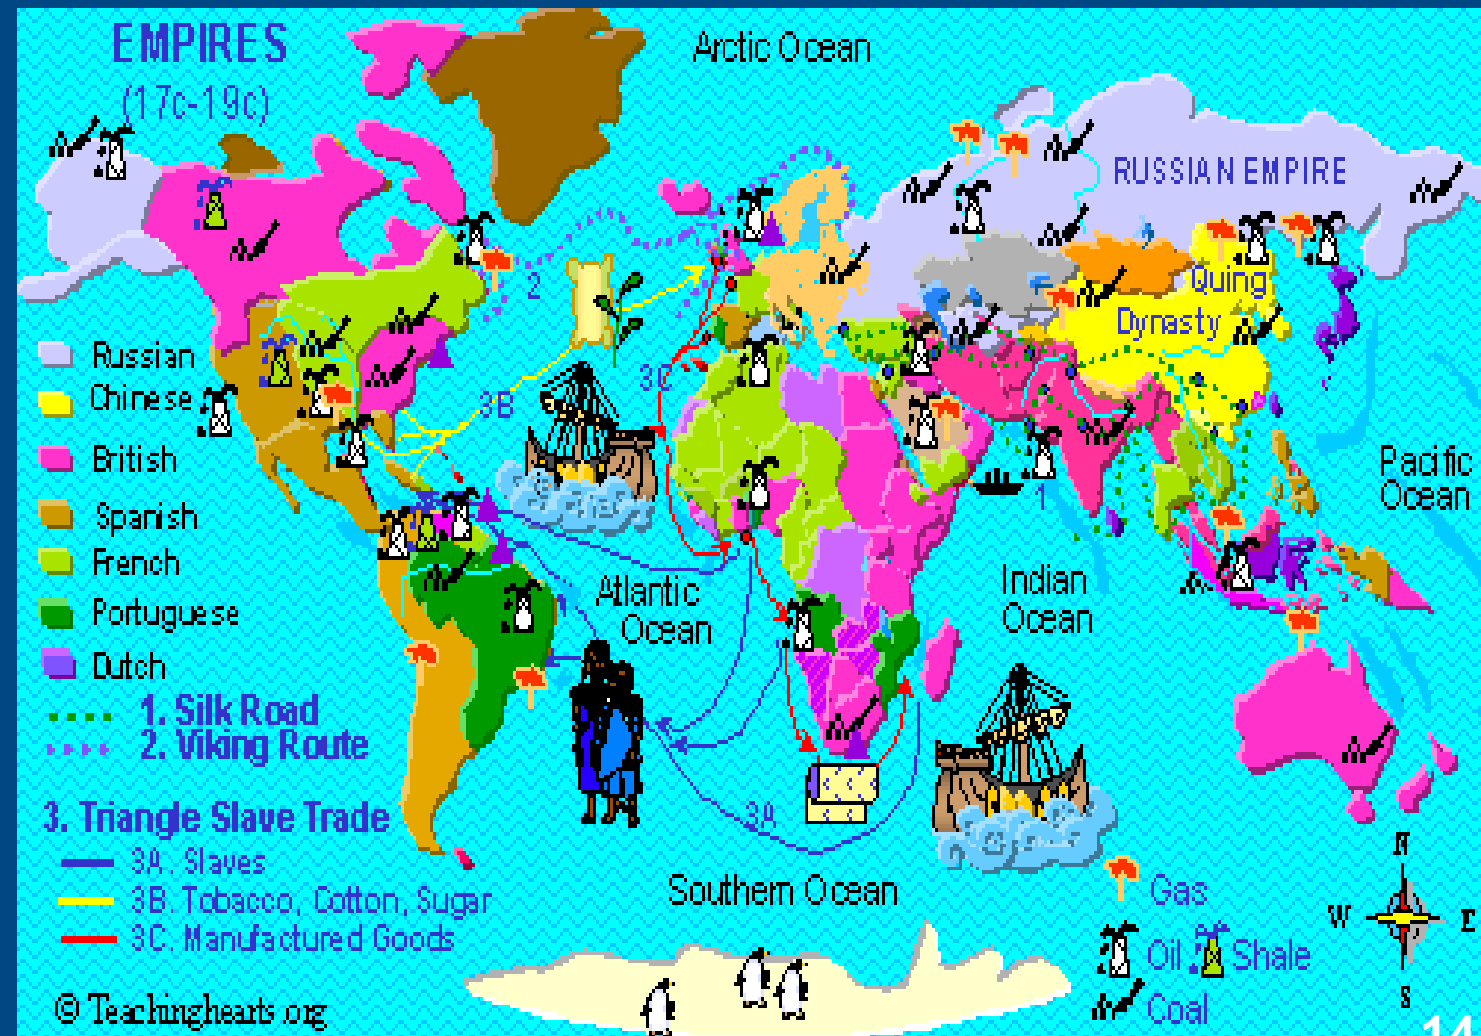 EMPIRES
(17c-19c)
Arctic Ocean
RUSSIAN EMPIRE
Quing
Dynasty
2
3B
3C
1
Pacific
Ocean
Atlantic
Ocean
Indian
Ocean
3A
Southern Ocean
Russian
Chinese
British
Spanish
French
Portuguese
Dutch
1. Silk Road
2. Viking Route
3. Triangle Slave Trade
3A. Slaves
3B. Tobacco, Cotton, Sugar
3C. Manufactured Goods
© Teachinghearts.org
Gas
Oil Shale
Coal
N
W E
S
14